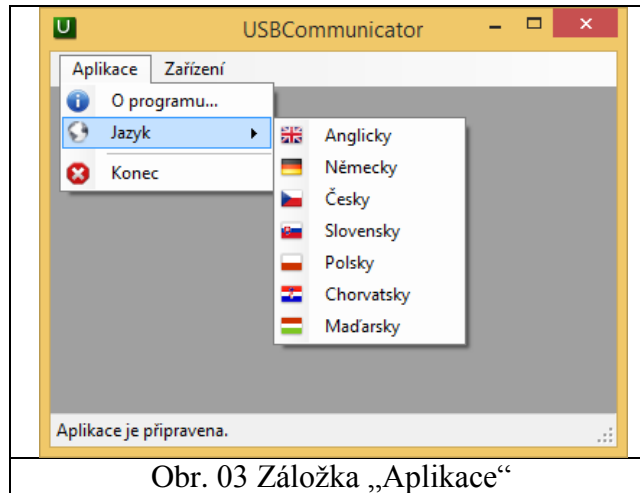 USBCommunicator
Aplikace Zařízení
O programu...
Jazyk
Konec
Anglicky
Německy
Česky
Slovensky
Polsky
Chorvatsky
Maďarsky
Aplikace je připravena.
Obr. 03 Záložka „Aplikace“